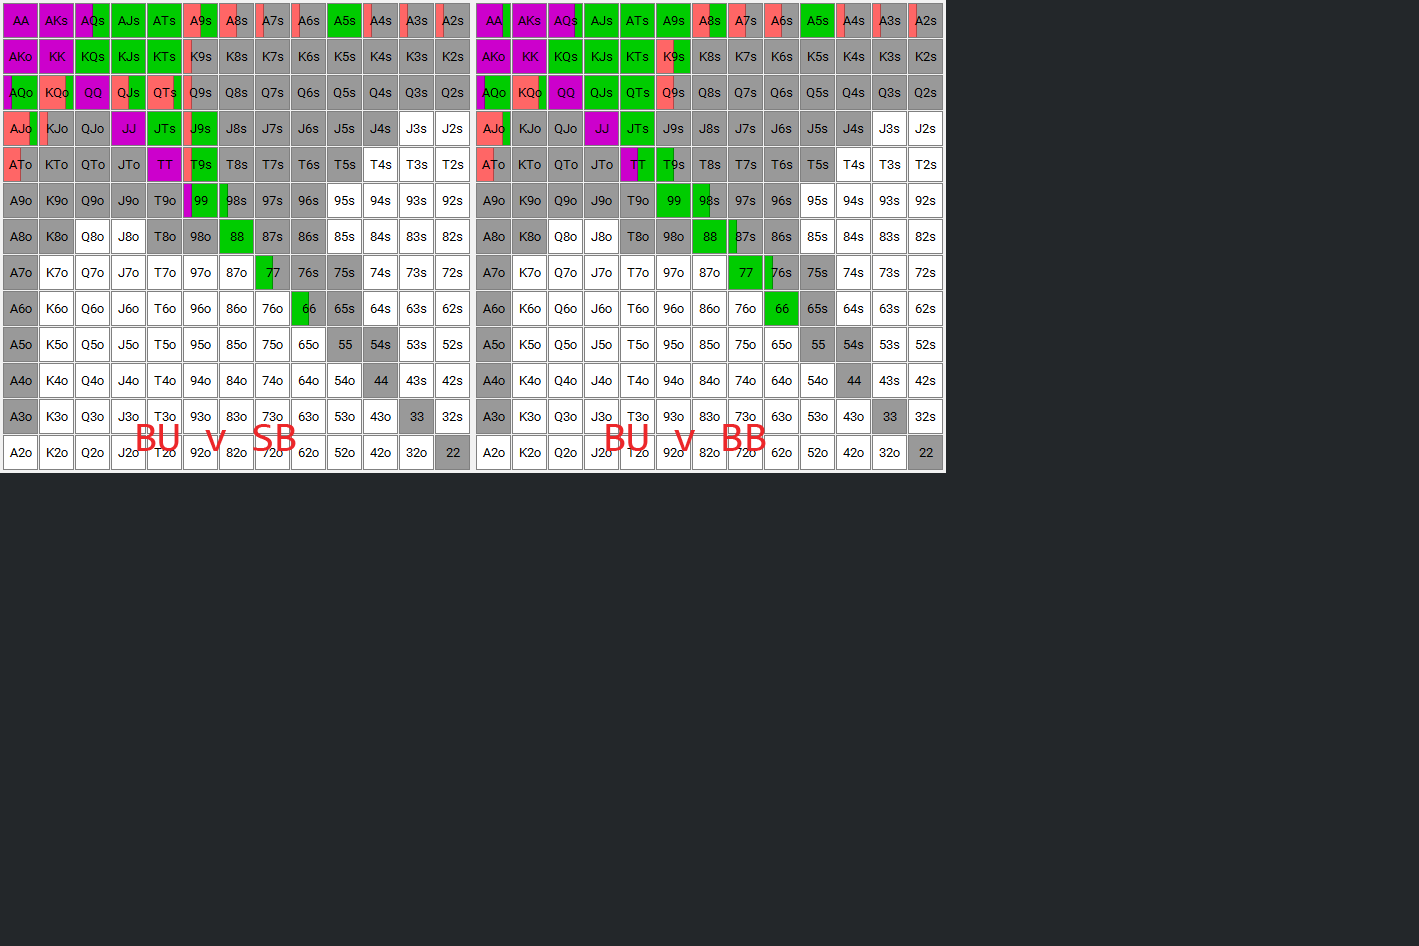 AA AKs AQs AJs ATs A9s A8s A7s A6s A5s A4s A3s A2s AA AKs AQs AJs ATs A9s A8s A7s A6s A5s A4s A3s A2s
AKo KK KQs KJs KTs K9s K8s K7s K6s K5s K4s K3s K2s AKo KK KQs KJs KTs K9s K8s K7s K6s K5s K4s K3s K2s
AQo KQo QQ QJs QTs Q9s Q8s Q7s Q6s Q5s Q4s Q3s Q2s AQo KQo QQ QJs QTs Q9s Q8s Q7s Q6s Q5s Q4s Q3s Q2s
AJo KJo QJo JJ JTs J9s J8s J7s J6s J5s J4s J3s J2s AJo KJo QJo JJ JTs J9s J8s J7s J6s J5s J4s J3s J2s
ATo KTo QTo JTo TT T9s T8s T7s T6s T5s T4s T3s T2s ATo KTo QTo JTo TT T9s T8s T7s T6s T5s T4s T3s T2s
A9o K9o Q9o J9o T9o 99 98s 97s 96s 95s 94s 93s 92s A9o K9o Q9o J9o T9o 99 98s 97s 96s 95s 94s 93s 92s
A8o K8o Q8o J8o T8o 98o 88 87s 86s 85s 84s 83s 82s A8o K8o Q8o J8o T8o 98o 88 87s 86s 85s 84s 83s 82s
A7o K7o Q7o J7o T7o 97o 87o 77 76s 75s 74s 73s 72s A7o K7o Q7o J7o T7o 97o 87o 77 76s 75s 74s 73s 72s
A6o K6o Q6o J6o T6o 96o 86o 76o 66 65s 64s 63s 62s A6o K6o Q6o J6o T6o 96o 86o 76o 66 65s 64s 63s 62s
A5o K5o Q5o J5o T5o 95o 85o 75o 65o 55 54s 53s 52s A5o K5o Q5o J5o T5o 95o 85o 75o 65o 55 54s 53s 52s
A4o K4o Q4o J4o T4o 94o 84o 74o 64o 54o 44 43s 42s A4o K4o Q4o J4o T4o 94o 84o 74o 64o 54o 44 43s 42s
A3o K3o Q3o J3o T3o 93o 83o 73o 63o 53o 43o 33 32s A3o K3o Q3o J3o T3o 93o 83o 73o 63o 53o 43o 33 32s
BU v SB BU v BB
A2o K2o Q2o J2o T2o 92o 82o 72o 62o 52o 42o 32o 22 A2o K2o Q2o J2o T2o 92o 82o 72o 62o 52o 42o 32o 22